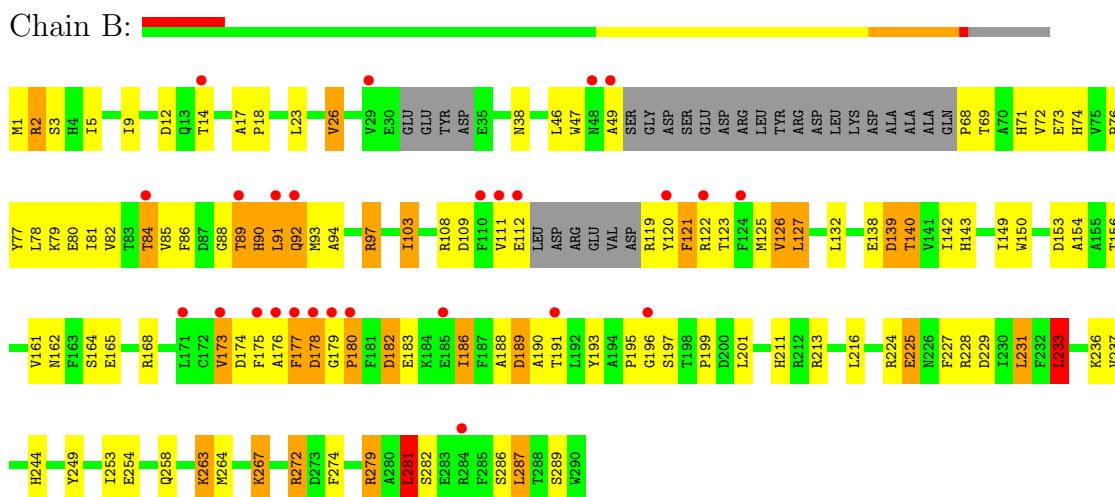 Chain B:
M1 R2 S3 H4 I5 I9 D12 Q13 T14 A17 P18 L23 V26 V29 E30 GLU GLU TYR ASP E35 N38 L46 W47 N48 A49 SER GLY ASP SER GLU ASP ARG LEU TYR ARG ASP LEU LYS ASP ALA ALA ALA GLN P68 T69 A70 H71 V72 E73 H74 V75
Y77 L78 K79 E80 I81 V82 T83 T84 V85 F86 D87 G88 T89 H90 L91 Q92 M93 A94 R97 I103 R108 D109 F110 V111 E112 LEU ASP ARG GLU VAL ASP R119 Y120 F121 R122 T123 F124 M125 V126 L127 L132 E138 D139 T140 V141 T142 H143 I149 W150 D153 A154 A155
V161 N162 F163 S164 E165 R168 L171 C172 V173 D174 F175 A176 F177 D178 G179 P180 F181 D182 E183 K184 E185 I186 F187 A188 D189 A190 T191 L192 Y193 A194 P195 G196 S197 T198 P199 D200 L201 H211 R212 R213 L216 R224 E225 N226 F227 R228 D229 I230 L231 F232 L233 K236
H244 Y249 I253 E254 Q258 K263 M264 K267 R272 D273 F274 R279 A280 L281 S282 E283 R284 F285 S286 L287 T288 S289 W290